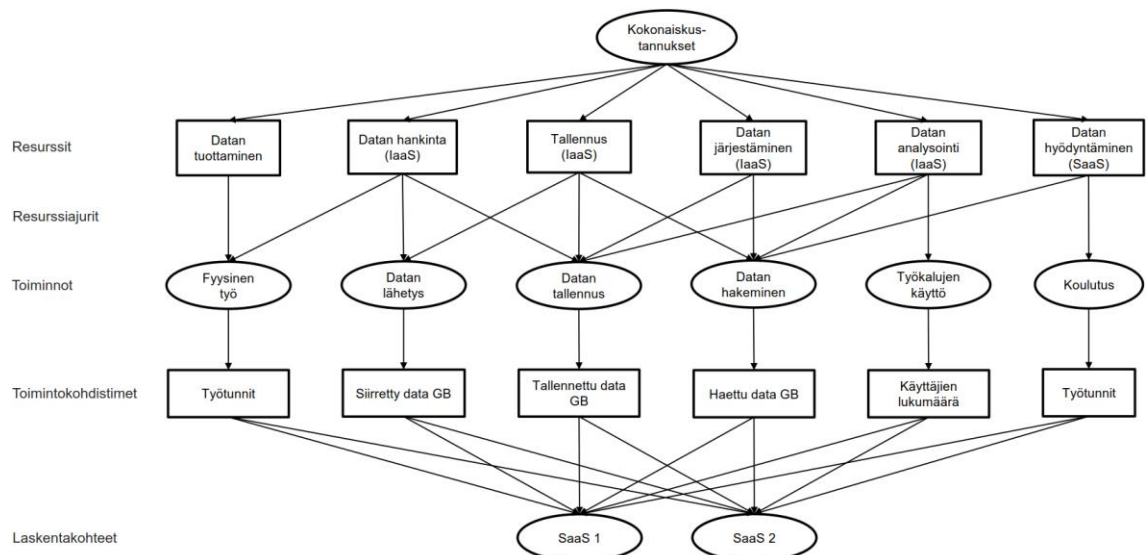 Kokonaiskus-
tannukset
Resurssit
Datan
tuottaminen
Datan hankinta
(IaaS)
Tallennus
(IaaS)
Datan
järjestäminen
(IaaS)
Datan
analysointi
(IaaS)
Datan
hyödyntäminen
(SaaS)
Resurssiajurit
Toiminnot
Fyysinen
työ
Datan
lähetys
Datan
tallennus
Datan
hakeminen
Työkalujen
käyttö
Koulutus
Toimintokohdistimet
Työtunnit
Siirretty data GB
Tallennettu data
GB
Haettu data GB
Käyttäjien
lukumäärä
Työtunnit
Laskentakohteet
SaaS 1
SaaS 2